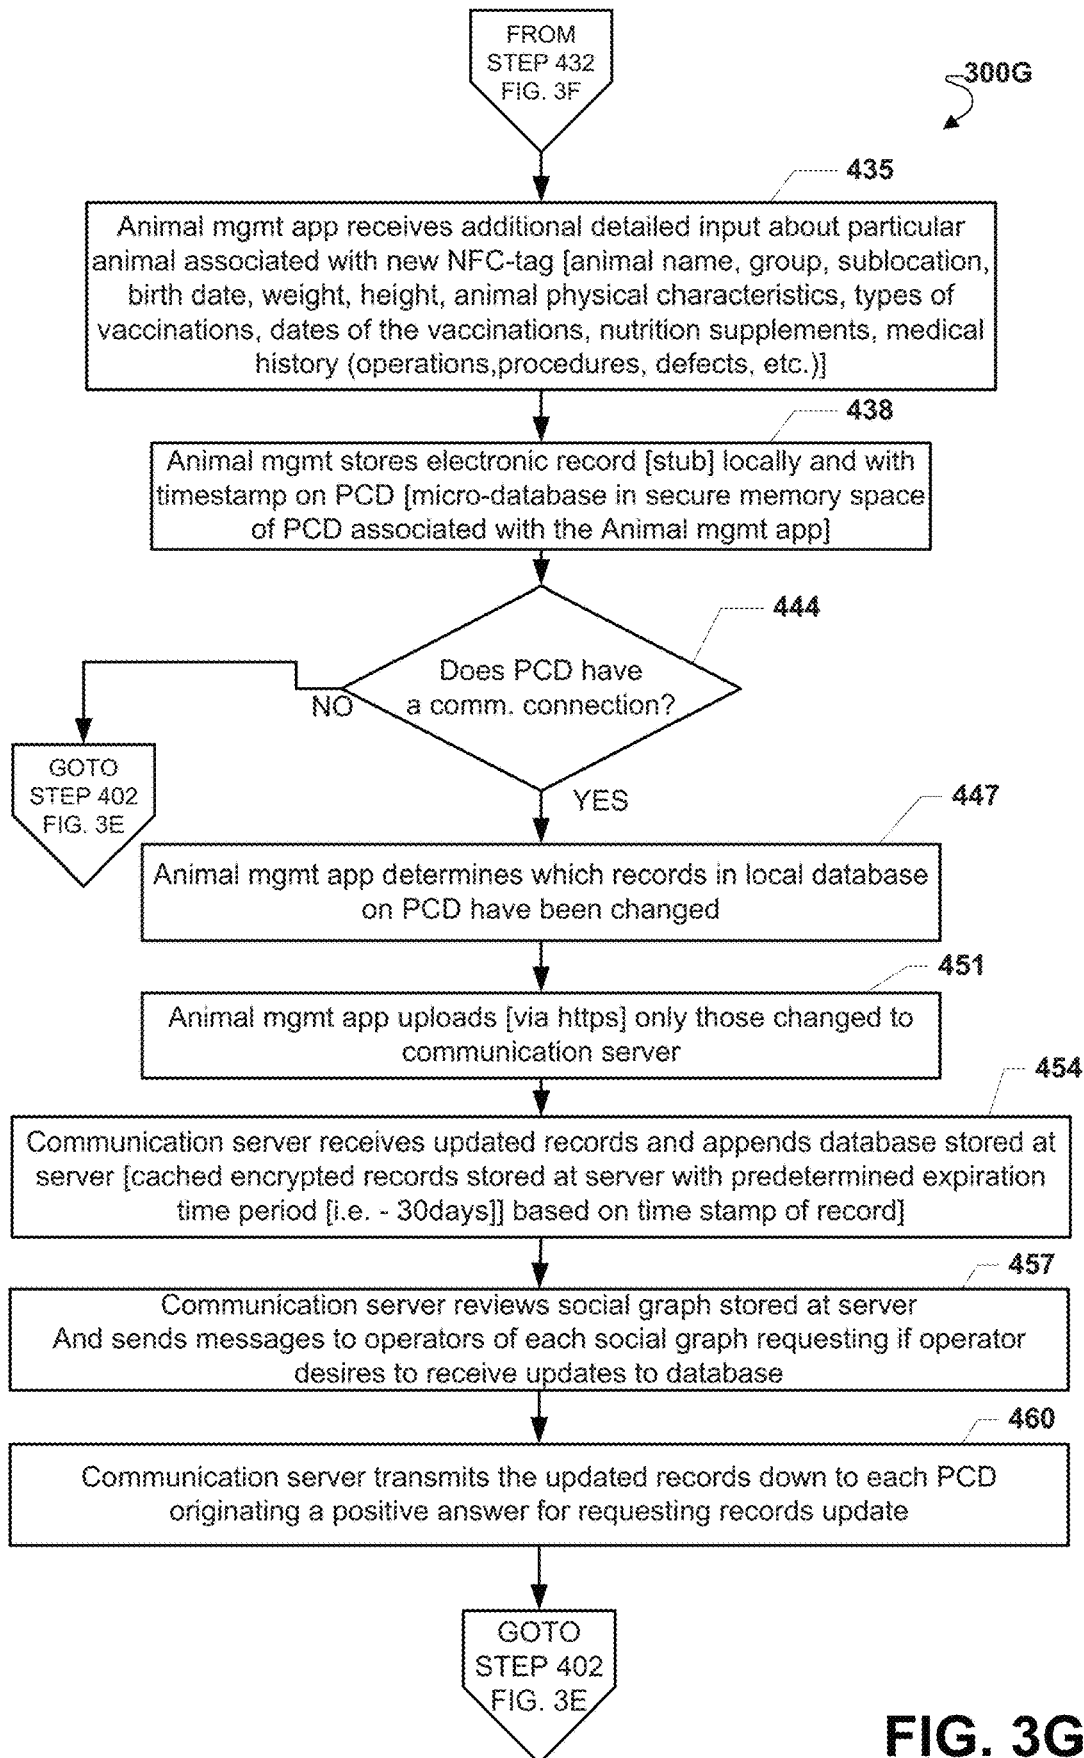 FROM
STEP 432
FIG. 3F
300G
435
Animal mgmt app receives additional detailed input about particular
animal associated with new NFC-tag [animal name, group, sublocation,
birth date, weight, height, animal physical characteristics, types of
vaccinations, dates of the vaccinations, nutrition supplements, medical
history (operations,procedures, defects, etc.)]
438
Animal mgmt stores electronic record [stub] locally and with
timestamp on PCD [micro-database in secure memory space
of PCD associated with the Animal mgmt app]
444
Does PCD have
a comm. connection?
NO
GOTO
STEP 402
FIG. 3E
YES
447
Animal mgmt app determines which records in local database
on PCD have been changed
451
Animal mgmt app uploads [via https] only those changed to
communication server
454
Communication server receives updated records and appends database stored at
server [cached encrypted records stored at server with predetermined expiration
time period [i.e. - 30days]] based on time stamp of record]
457
Communication server reviews social graph stored at server
And sends messages to operators of each social graph requesting if operator
desires to receive updates to database
460
Communication server transmits the updated records down to each PCD
originating a positive answer for requesting records update
GOTO
STEP 402
FIG. 3E
FIG. 3G